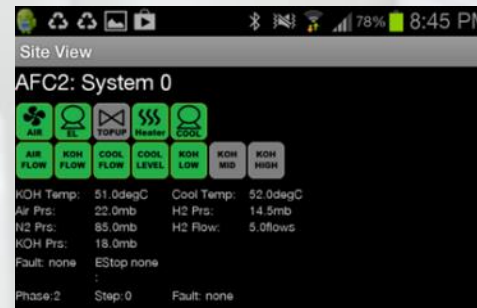 78% 8:45 PM
Site View
AFC2: System 0
AIR EL TOPUP Heater COOL
AIR FLOW KOH FLOW COOL FLOW COOL LEVEL KOH LOW KOH MID KOH HIGH
KOH Temp: 51.0degC Cool Temp: 52.0degC
Air Prs: 22.0mb H2 Prs: 14.5mb
N2 Prs: 85.0mb H2 Flow: 5.0flows
KOH Prs: 18.0mb
Fault: none EStop none
:
Phase:2 Step:0 Fault: none